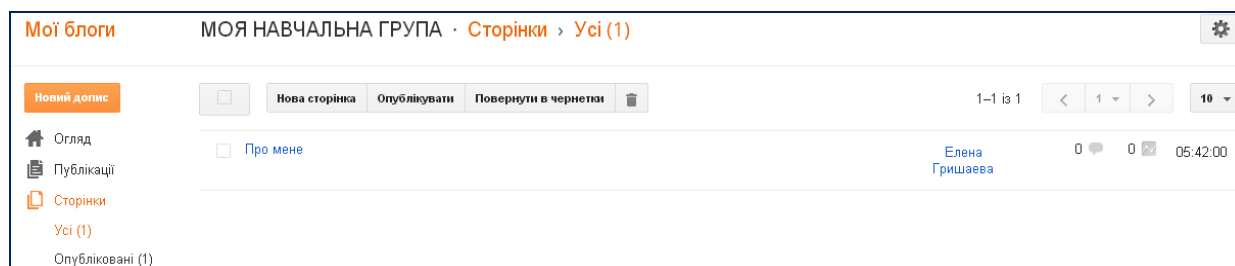 Мої блоги
МОЯ НАВЧАЛЬНА ГРУПА · Сторінки › Усі (1)
Новий допис
Нова сторінка Опублікувати Повернути в чернетки
1–1 із 1
1
10
Огляд
Публікації
Сторінки
Усі (1)
Опубліковані (1)
Про мене
Елена
Гришаева
0 0 05:42:00